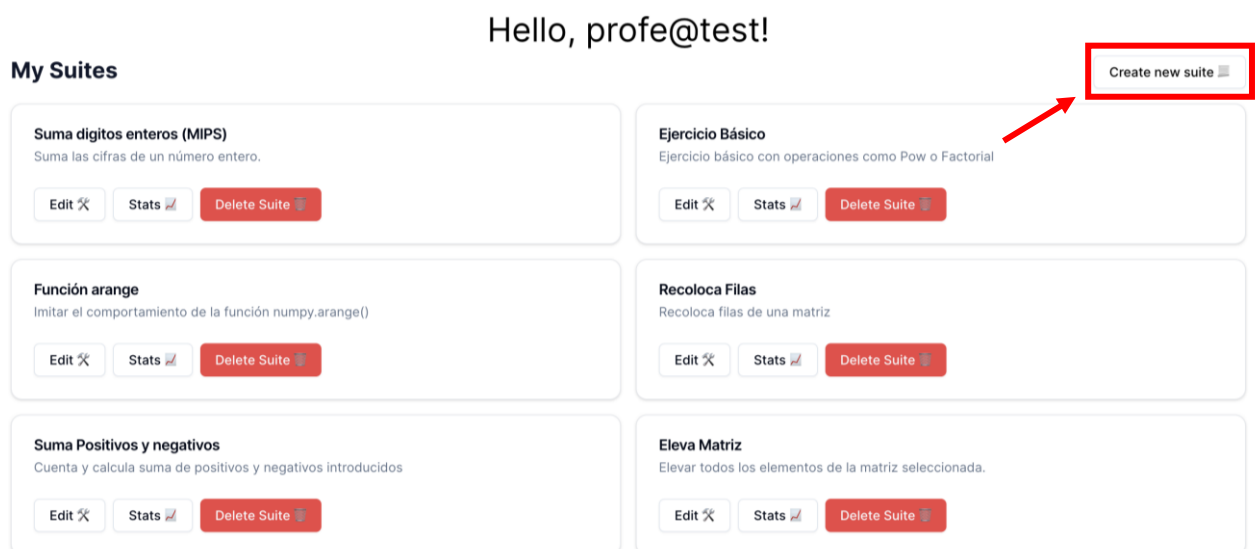 Hello, profe@test!
My Suites
Create new suite
Suma digitos enteros (MIPS)
Suma las cifras de un número entero.
Edit Stats Delete Suite
Ejercicio Básico
Ejercicio básico con operaciones como Pow o Factorial
Edit Stats Delete Suite
Función arange
Imitar el comportamiento de la función numpy.arange()
Edit Stats Delete Suite
Recoloca Filas
Recoloca filas de una matriz
Edit Stats Delete Suite
Suma Positivos y negativos
Cuenta y calcula suma de positivos y negativos introducidos
Edit Stats Delete Suite
Eleva Matriz
Elevar todos los elementos de la matriz seleccionada.
Edit Stats Delete Suite